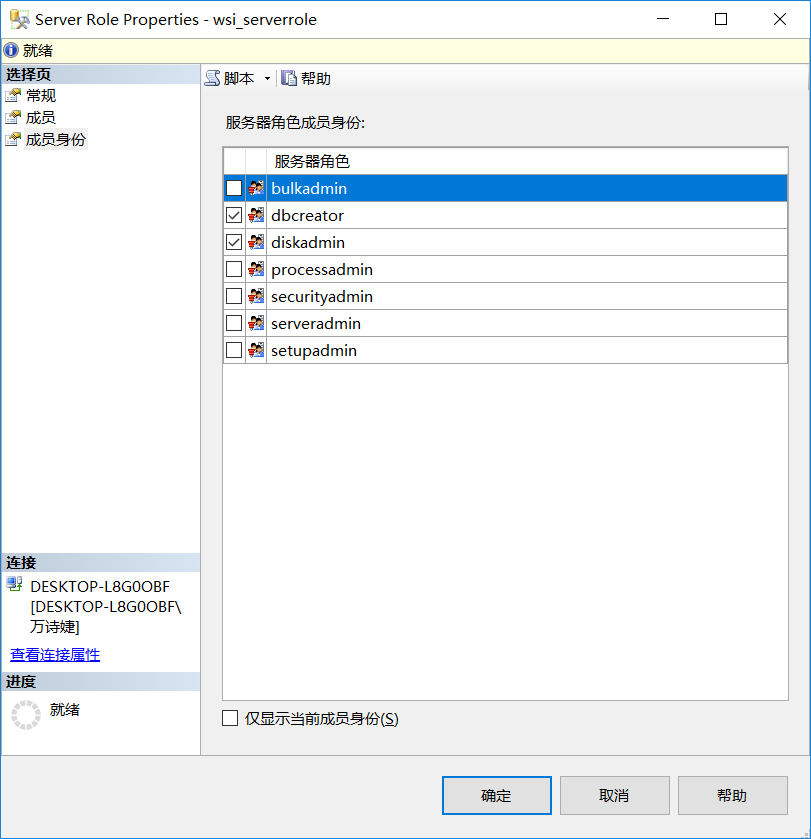 Server Role Properties - wsi_serverrole
就绪
选择页
常规
成员
成员身份
脚本
帮助
服务器角色成员身份:
服务器角色
bulkadmin
dbcreator
diskadmin
processadmin
securityadmin
serveradmin
setupadmin
仅显示当前成员身份(S)
连接
DESKTOP-L8G0OBF
[DESKTOP-L8G0OBF\
万诗婕]
查看连接属性
进度
就绪
确定
取消
帮助